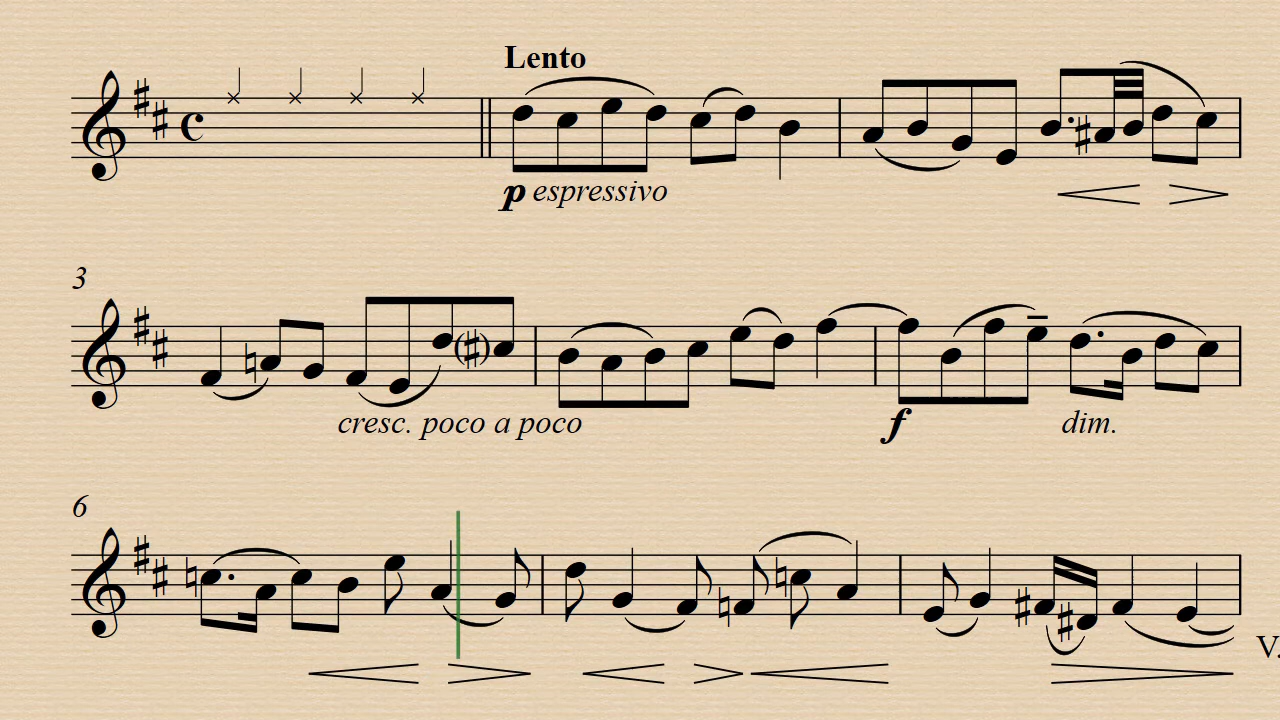 Lento
p espressivo
3
cresc. poco a poco
f
dim.
6
V.